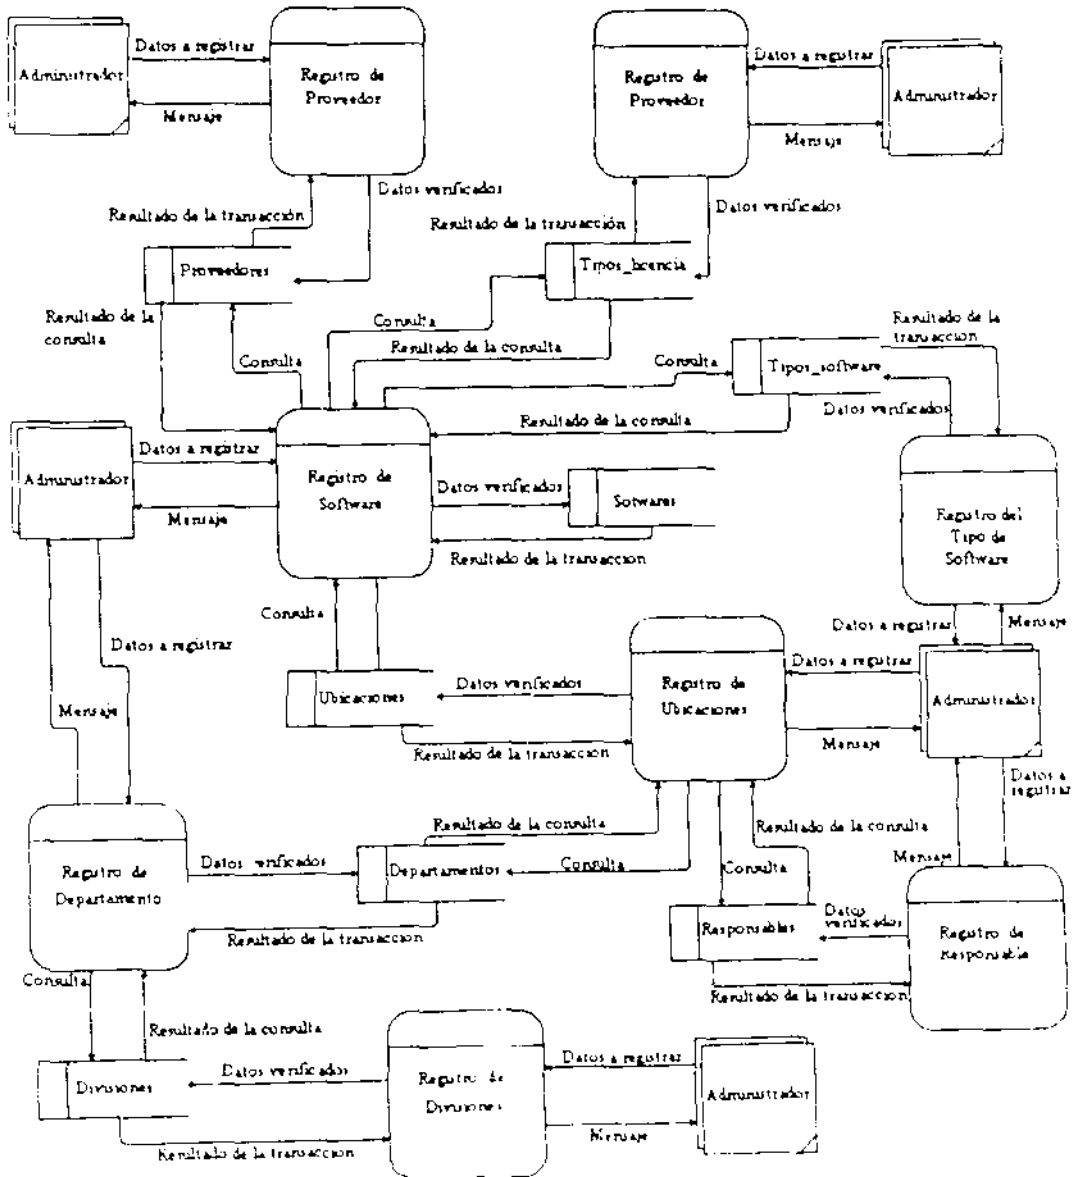 Datos a registrar
Administrador
Mensaje
Registro de
Proveedor
Registro de
Proveedor
Datos a registrar
Administrador
Mensaje
Datos verificados
Resultado de la transacción
Datos verificados
Resultado de la transacción
Proveedores
Tipos_licencia
Resultado de la
consulta
Consulta
Consulta
Resultado de la consulta
Resultado de la
transacción
Consulta
Tipos_software
Datos verificados
Resultado de la consulta
Datos a registrar
Administrador
Mensaje
Registro de
Software
Datos verificados
Sotwares
Resultado de la transaccion
Registro del
Tipo de
Software
Consulta
Datos a registrar
Mensaje
Datos a registrar
Mensaje
Ubicaciones
Datos verificados
Resultado de la transacción
Registro de
Ubicaciones
Datos a registrar
Administrador
Mensaje
Datos a
registrar
Mensaje
Registro de
Departamento
Datos verificados
Departamentos
Resultado de la consulta
Consulta
Resultado de la transaccion
Consulta
Resultado de la consulta
Responsables
Datos
verificados
Resultado de la transaccion
Registro de
Responsable
Consulta
Resultado de la consulta
Divisiones
Datos verificados
Resultado de la transaccion
Registro de
Divisiones
Datos a registrar
Administrador
Mensaje